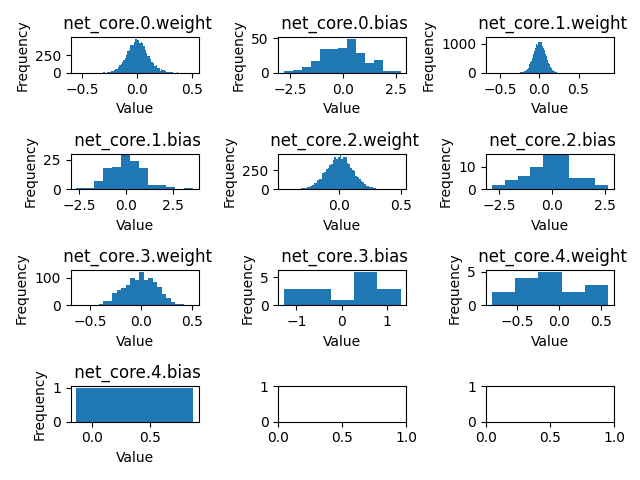 net_core.0.weight
Frequency
250
0
−0.5
0.0
0.5
Value
net_core.0.bias
Frequency
50
0
−2.5
0.0
2.5
Value
net_core.1.weight
Frequency
1000
0
−0.5
0.0
0.5
Value
net_core.1.bias
Frequency
25
0
−2.5
0.0
2.5
Value
net_core.2.weight
Frequency
250
0
0.0
0.5
Value
net_core.2.bias
Frequency
10
0
−2.5
0.0
2.5
Value
net_core.3.weight
Frequency
100
0
−0.5
0.0
0.5
Value
net_core.3.bias
Frequency
5
0
−1
0
1
Value
net_core.4.weight
Frequency
5
0
−0.5
0.0
0.5
Value
net_core.4.bias
Frequency
1
0
0.0
0.5
Value
1
0
0.0
0.5
1.0
1
0
0.0
0.5
1.0